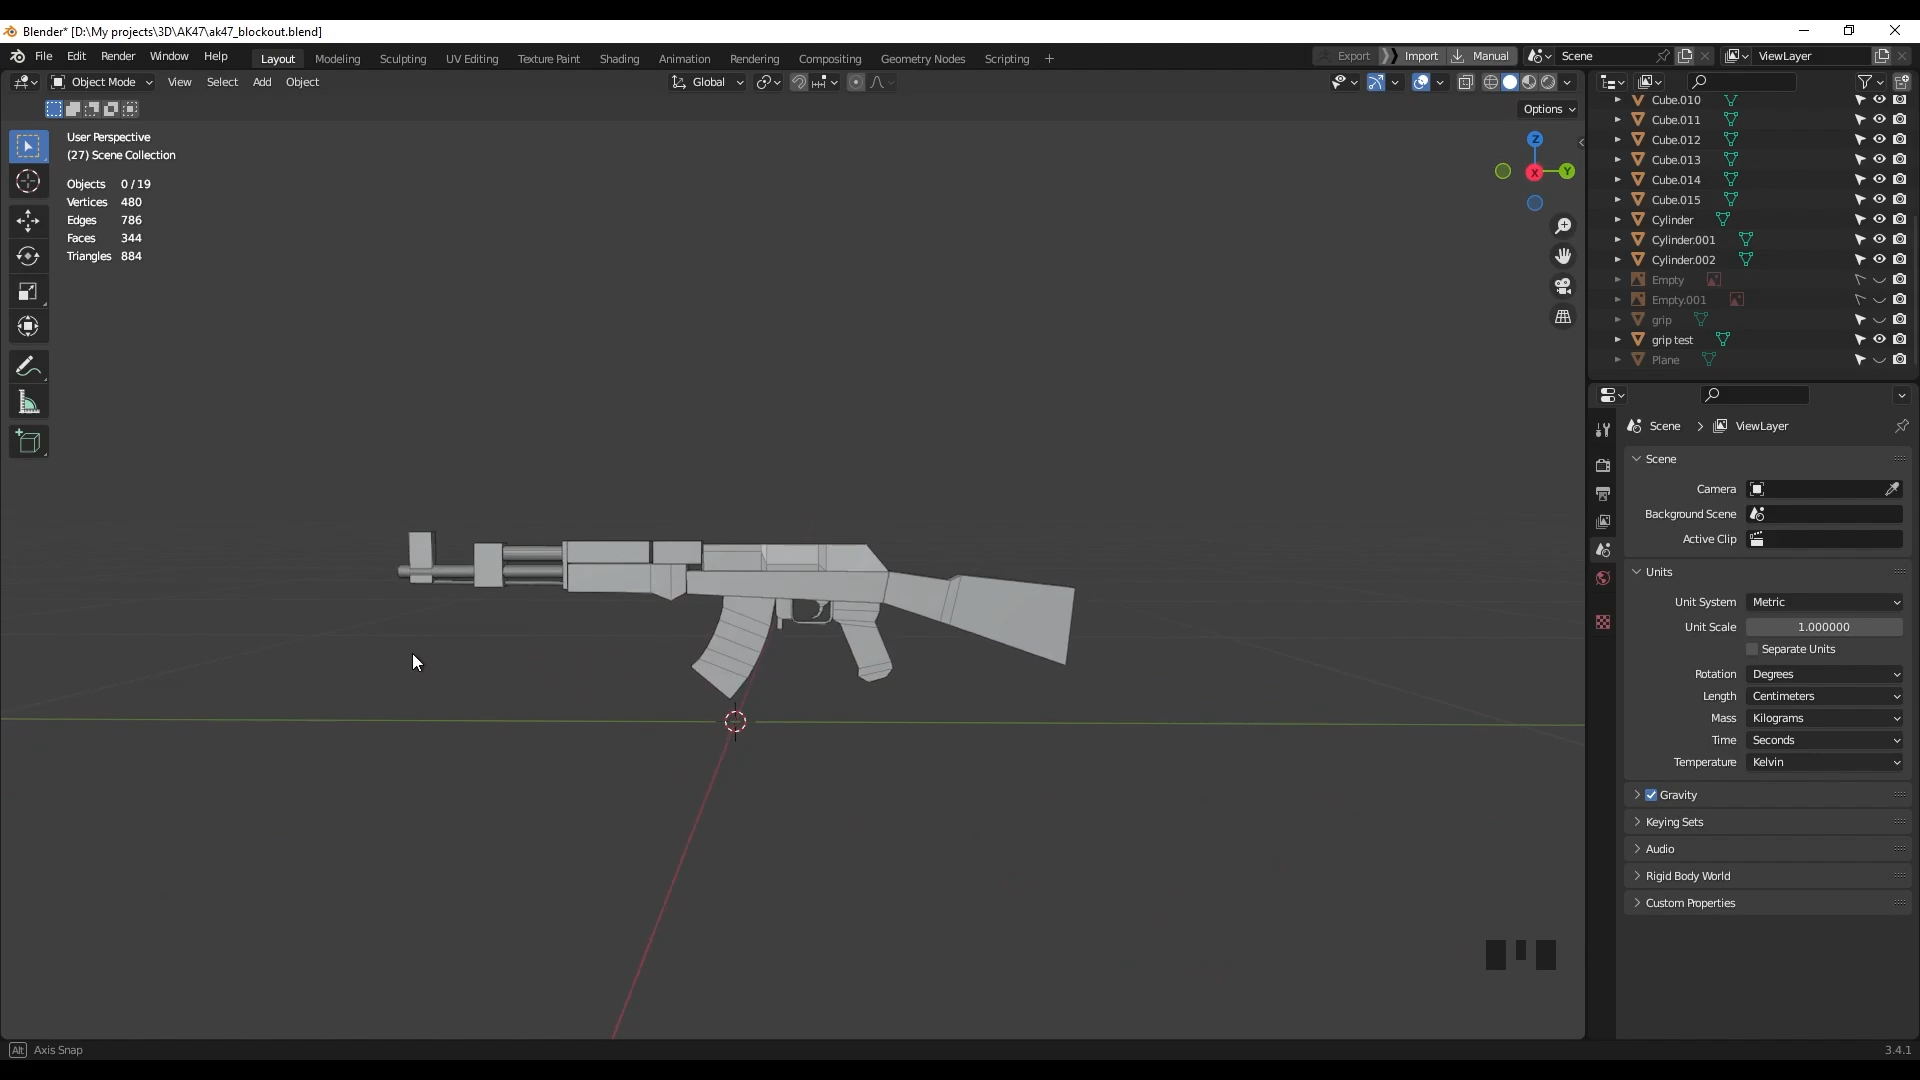 Blender* [D:\My projects\3D\AK47\ak47_blockout.blend]
File Edit Render Window Help Layout Modeling Sculpting UV Editing Texture Paint Shading Animation Rendering Compositing Geometry Nodes Scripting + Export Import Manual Scene ViewLayer
Object Mode View Select Add Object Global
Options
User Perspective
(27) Scene Collection
Objects 0 / 19
Vertices 480
Edges 786
Faces 344
Triangles 884
Z
X
Y
Cube.010
Cube.011
Cube.012
Cube.013
Cube.014
Cube.015
Cylinder
Cylinder.001
Cylinder.002
Empty
Empty.001
grip
grip test
Plane
Scene > ViewLayer
Scene
Camera
Background Scene
Active Clip
Units
Unit System Metric
Unit Scale 1.000000
Separate Units
Rotation Degrees
Length Centimeters
Mass Kilograms
Time Seconds
Temperature Kelvin
Gravity
Keying Sets
Audio
Rigid Body World
Custom Properties
Alt Axis Snap
3.4.1